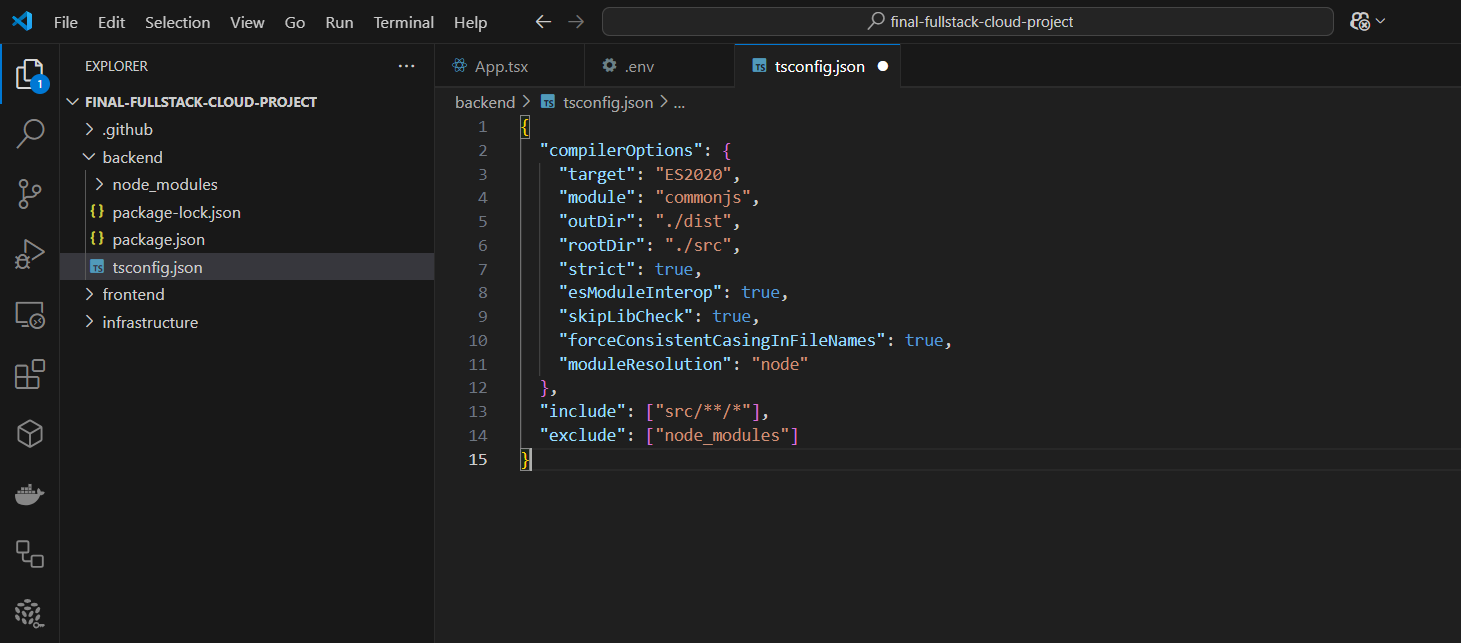 File Edit Selection View Go Run Terminal Help
final-fullstack-cloud-project
EXPLORER
...
1
FINAL-FULLSTACK-CLOUD-PROJECT
.github
backend
node_modules
{} package-lock.json
{} package.json
TS tsconfig.json
frontend
infrastructure
App.tsx
.env
TS tsconfig.json
backend > TS tsconfig.json > ...
1 {
2 "compilerOptions": {
3 "target": "ES2020",
4 "module": "commonjs",
5 "outDir": "./dist",
6 "rootDir": "./src",
7 "strict": true,
8 "esModuleInterop": true,
9 "skipLibCheck": true,
10 "forceConsistentCasingInFileNames": true,
11 "moduleResolution": "node"
12 },
13 "include": ["src/**/*"],
14 "exclude": ["node_modules"]
15 }